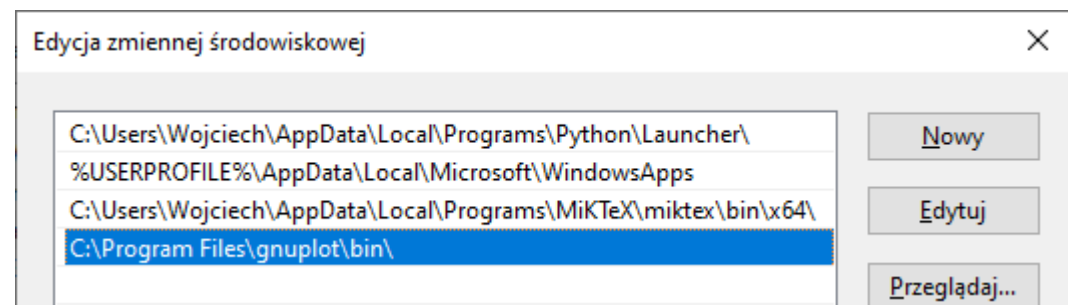 Edycja zmiennej środowiskowej
C:\Users\Wojciech\AppData\Local\Programs\Python\Launcher\
%USERPROFILE%\AppData\Local\Microsoft\WindowsApps
C:\Users\Wojciech\AppData\Local\Programs\MiKTeX\miktex\bin\x64\
C:\Program Files\gnuplot\bin\
Nowy
Edytuj
Przeglądaj...